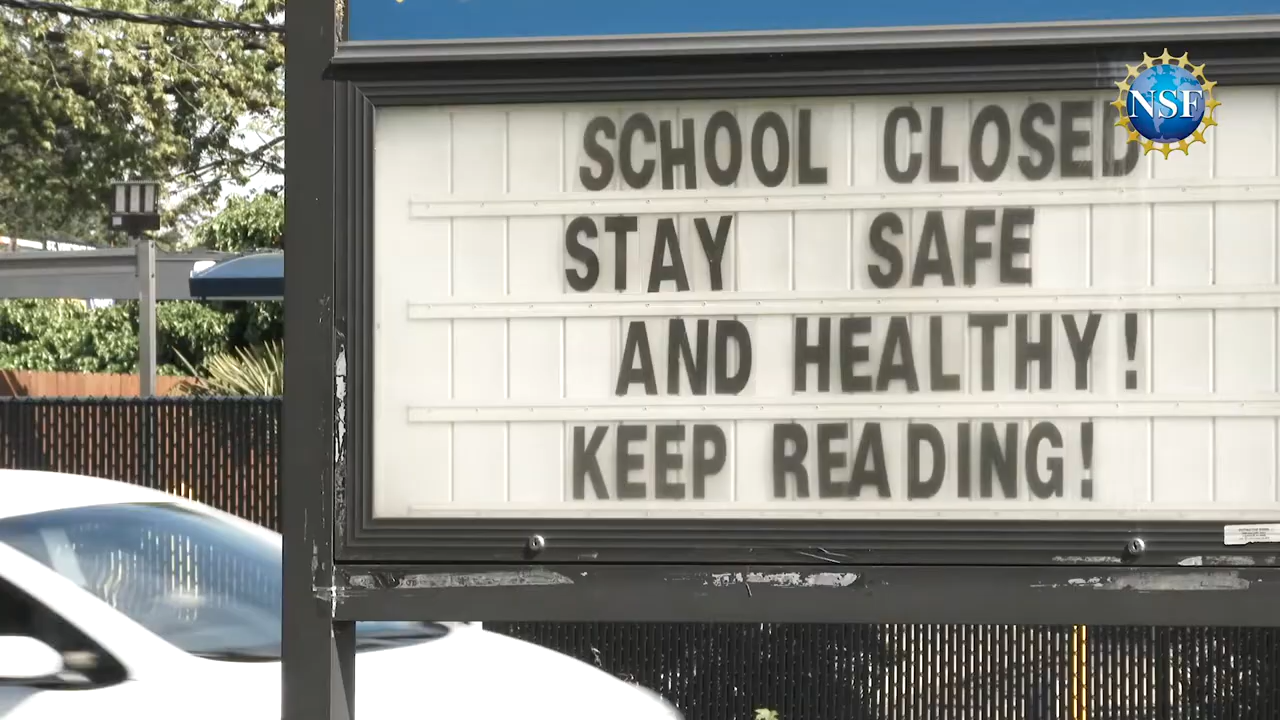 SCHOOL CLOSED
NSF
STAY SAFE
AND HEALTHY!
KEEP READING!